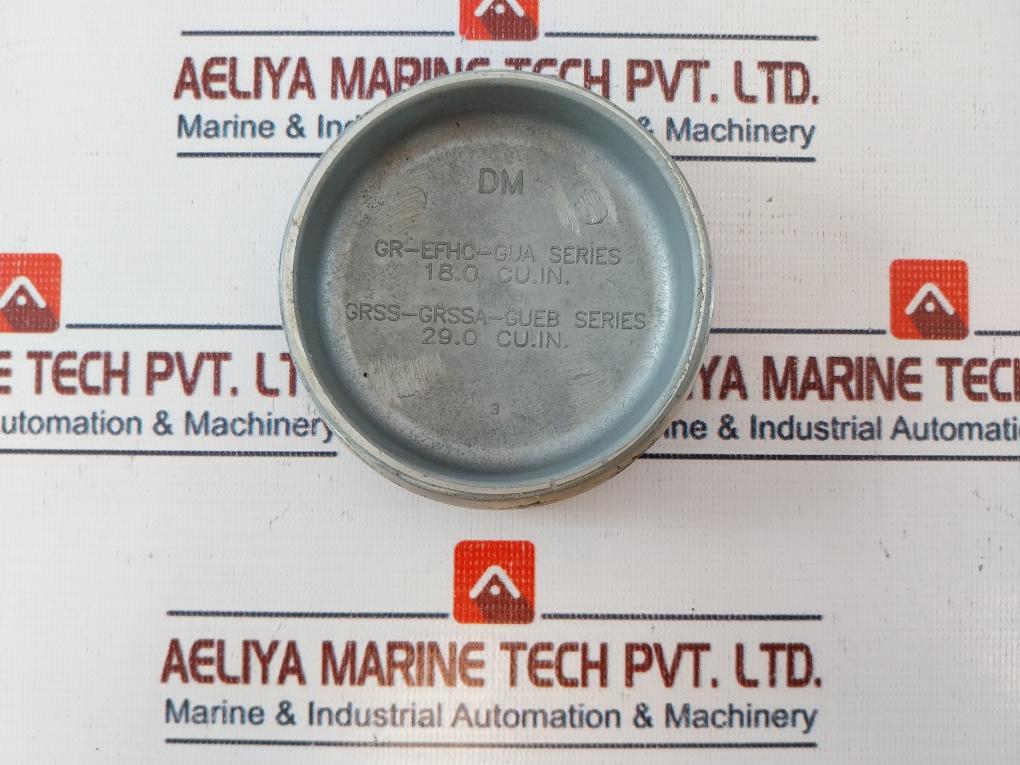 AELIYA MARINE TECH PVT. LTD.
Marine & Ind & Machinery
DM
GR-EFHC-GUA SERIES
18.0 CU.IN.
GRSS-GRSSA-GUEB SERIES
29.0 CU.IN.
3
E TECH PVT. LT
utomation & Machinery
YA MARINE TEC
ine & Industrial Automati
AELIYA MARINE TECH PVT. LTD.
Marine & Industrial Automation & Machinery